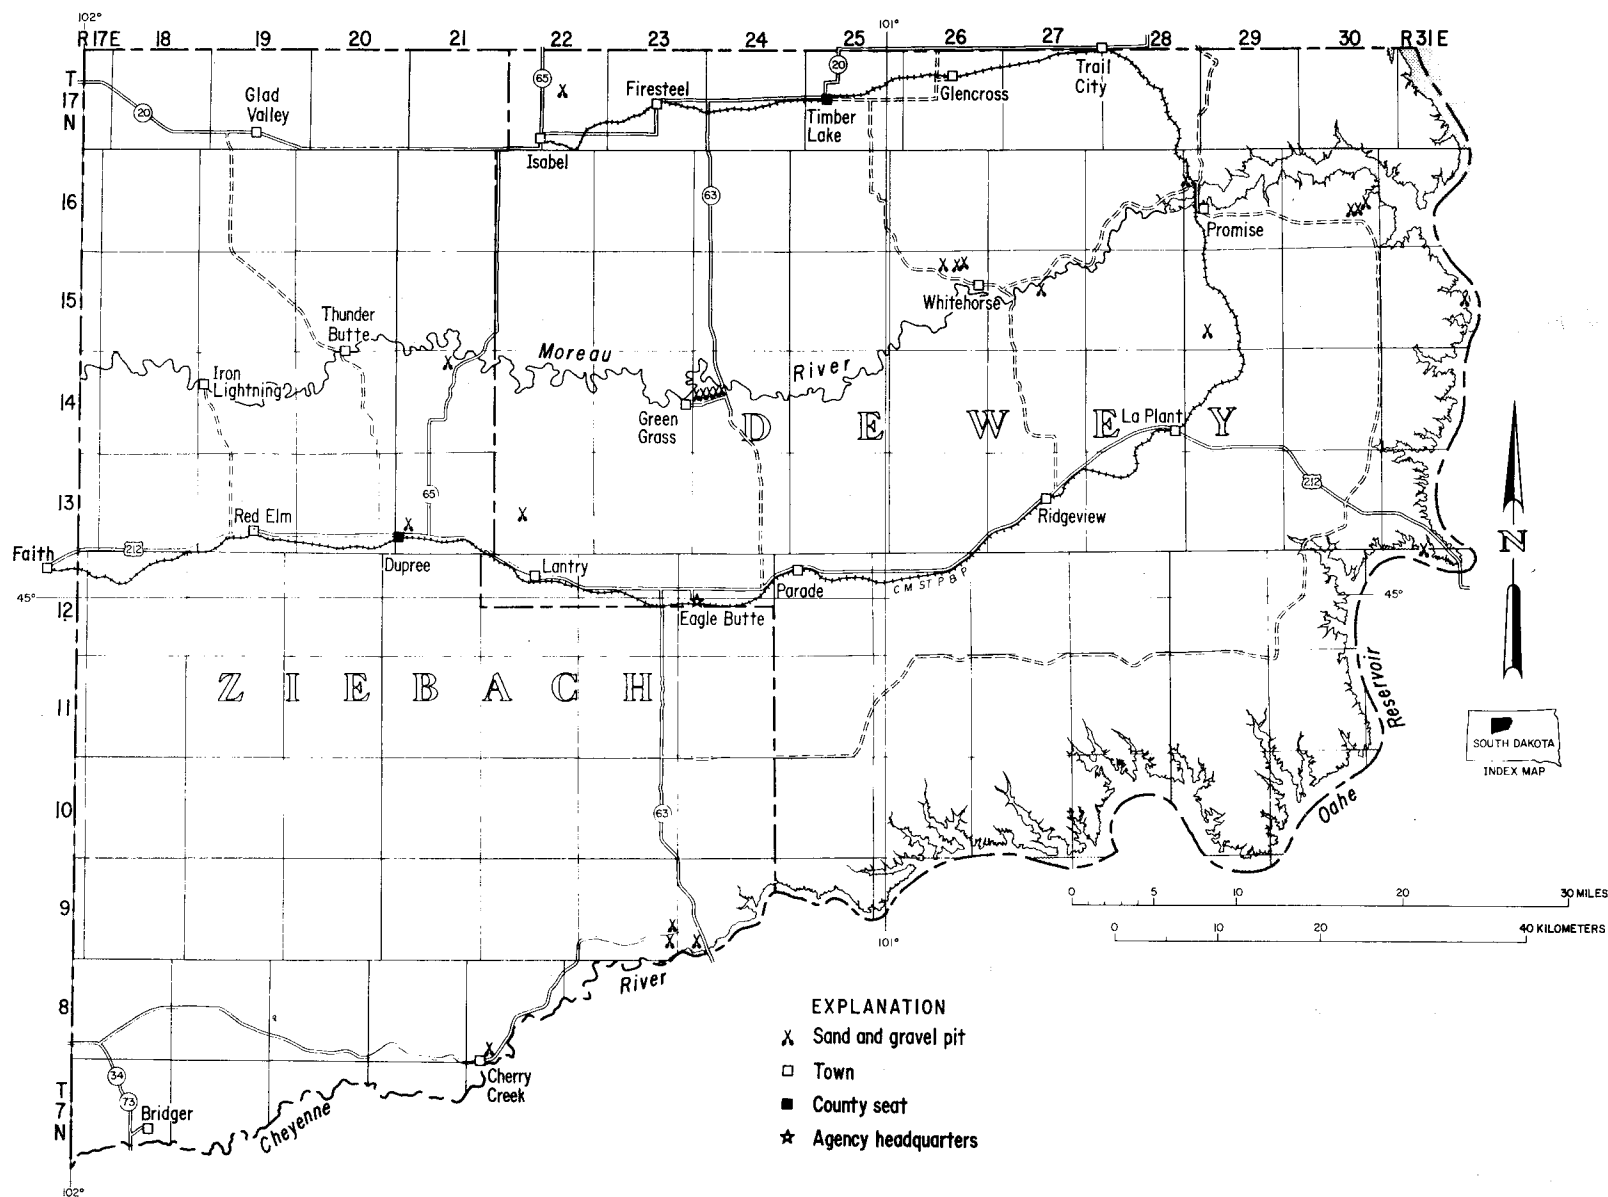 102°
101°
R 17 E 18 19 20 21 22 23 24 25 26 27 28 29 30 R 31 E
T
17
N
20
Glad
Valley
65
Isabel
Firesteel
20
Timber
Lake
Glencross
Trail
City
16
63
Promise
15
Thunder
Butte
Whitehorse
Moreau
River
Iron
Lightning
14
Green
Grass
D E W E Y
La Plant
212
65
13
Red Elm
Ridgeview
N
Faith
212
Dupree
Lantry
Parade
C M ST P & P
45°
45°
12
Eagle Butte
Z I E B A C H
11
Reservoir
SOUTH DAKOTA
INDEX MAP
10
63
Oahe
0 5 10 20 30 MILES
9
101°
0 10 20 40 KILOMETERS
River
8
EXPLANATION
Sand and gravel pit
Town
County seat
Agency headquarters
34
73
T
7
N
Bridger
Cherry
Creek
Cheyenne
102°